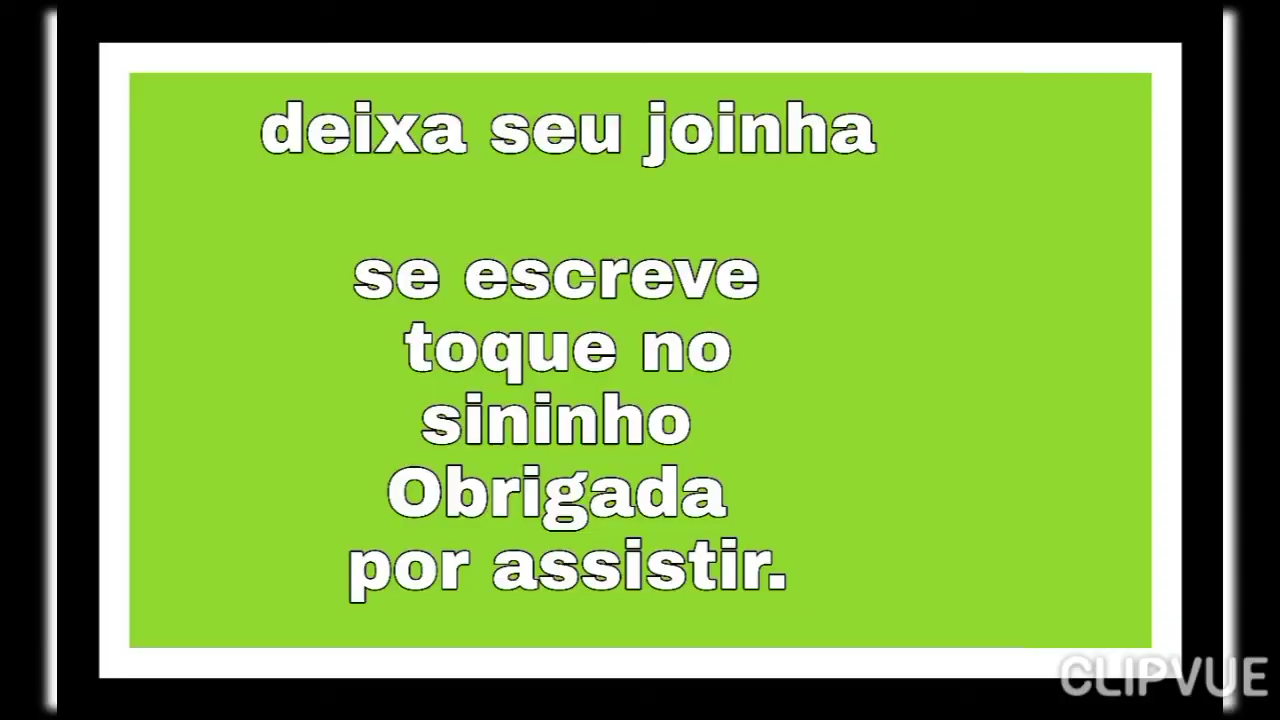 deixa seu joinha
se escreve
toque no
sininho
Obrigada
por assistir.
CLIPVUE